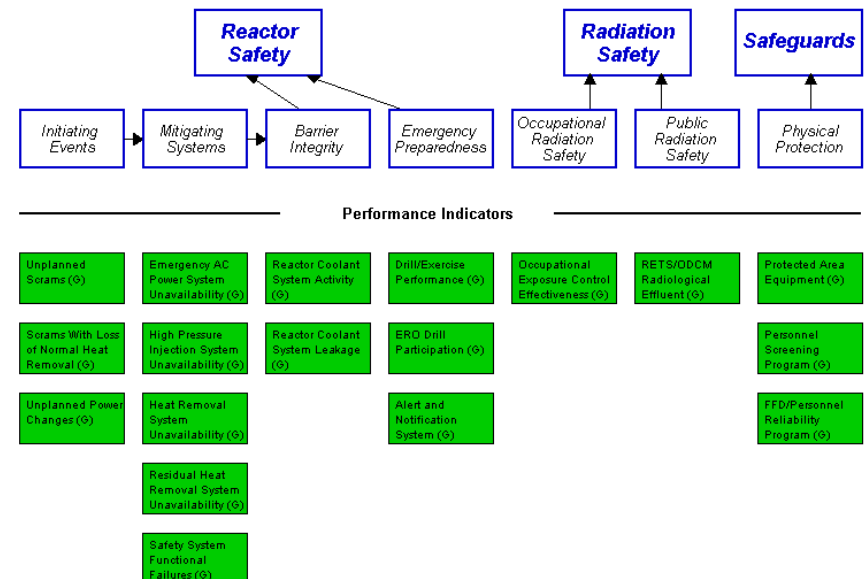 Reactor
Safety
Radiation
Safety
Safeguards
Initiating
Events
Mitigating
Systems
Barrier
Integrity
Emergency
Preparedness
Occupational
Radiation
Safety
Public
Radiation
Safety
Physical
Protection
Performance Indicators
Unplanned
Scrams (G)
Emergency AC
Power System
Unavailability (G)
Reactor Coolant
System Activity
(G)
Drill/Exercise
Performance (G)
Occupational
Exposure Control
Effectiveness (G)
RETS/ODCM
Radiological
Effluent (G)
Protected Area
Equipment (G)
Scrams With Loss
of Normal Heat
Removal (G)
High Pressure
Injection System
Unavailability (G)
Reactor Coolant
System Leakage
(G)
ERO Drill
Participation (G)
Personnel
Screening
Program (G)
Unplanned Power
Changes (G)
Heat Removal
System
Unavailability (G)
Alert and
Notification
System (G)
FFD/Personnel
Reliability
Program (G)
Residual Heat
Removal System
Unavailability (G)
Safety System
Functional
Failures (G)